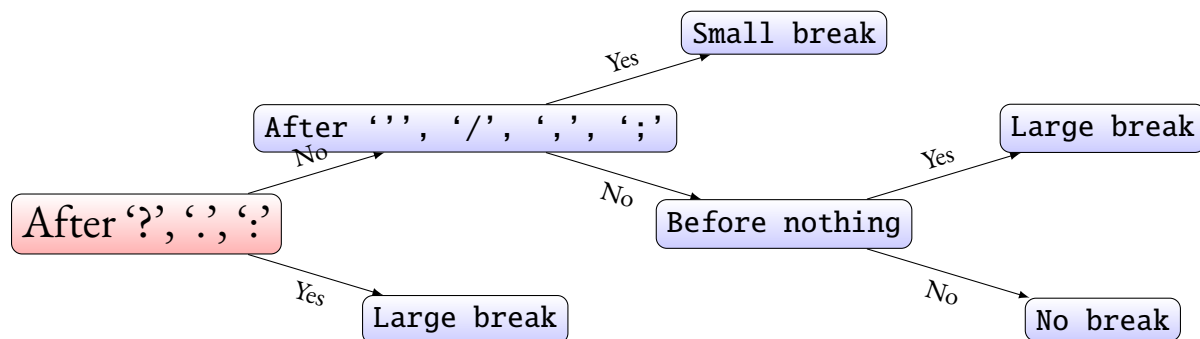 Small break
Yes
After ‘’’, ‘/’, ‘,’, ‘;’
Large break
No
Yes
After ‘?’, ‘.’, ‘:’
No
Before nothing
Yes
No
Large break
No break